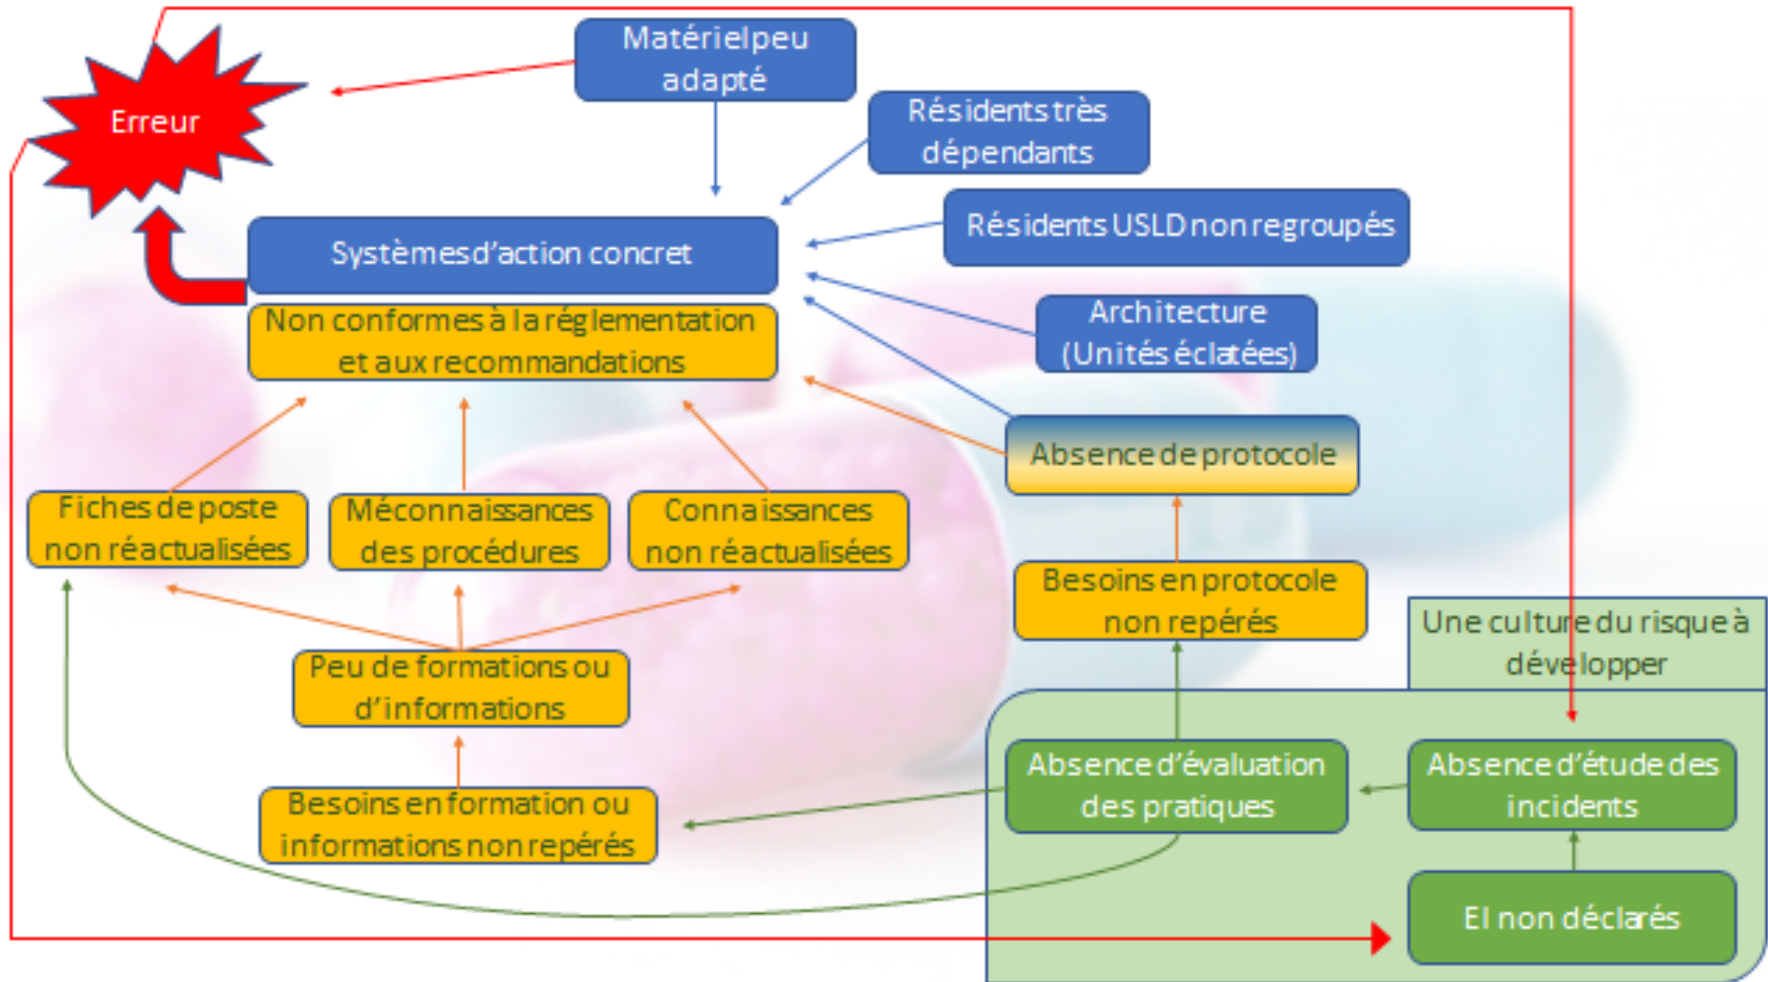 Matériel peu
adapté
Erreur
Résidents très
dépendants
Résidents USLD non regroupés
Systèmes d'action concret
Non conformes à la réglementation
et aux recommandations
Architecture
(Unités éclatées)
Absence de protocole
Fiches de poste
non réactualisées
Méconnaissances
des procédures
Connaissances
non réactualisées
Besoins en protocole
non repérés
Une culture du risque à
développer
Peu de formations ou
d'informations
Absence d'évaluation
des pratiques
Absence d'étude des
incidents
Besoins en formation ou
informations non repérés
EI non déclarés